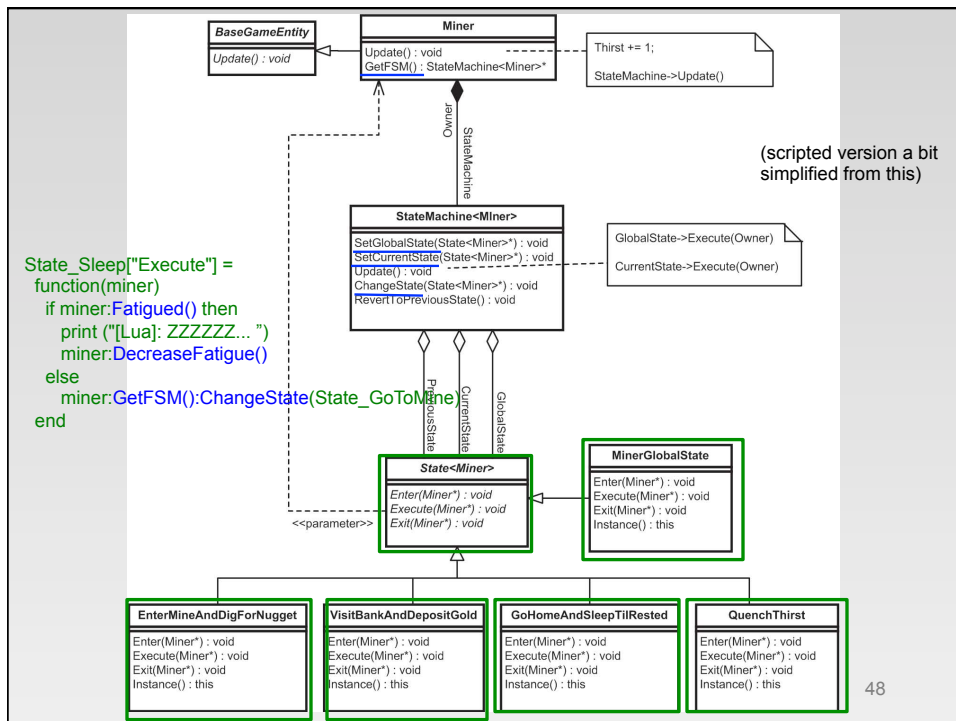 BaseGameEntity
Update() : void
Miner
Update() : void
GetFSM() : StateMachine<Miner>*
Thirst += 1;
StateMachine->Update()
Owner
StateMachine
(scripted version a bit
simplified from this)
StateMachine<MIner>
SetGlobalState(State<Miner>*) : void
SetCurrentState(State<Miner>*) : void
Update() : void
ChangeState(State<Miner>*) : void
RevertToPreviousState() : void
GlobalState->Execute(Owner)
CurrentState->Execute(Owner)
State_Sleep["Execute"] =
function(miner)
if miner:Fatigued() then
print ("[Lua]: ZZZZZZ... ”)
miner:DecreaseFatigue()
else
miner:GetFSM():ChangeState(State_GoToMine)
end
PreviousState
CurrentState
GlobalState
State<Miner>
Enter(Miner*) : void
Execute(Miner*) : void
Exit(Miner*) : void
<<parameter>>
MinerGlobalState
Enter(Miner*) : void
Execute(Miner*) : void
Exit(Miner*) : void
Instance() : this
EnterMineAndDigForNugget
Enter(Miner*) : void
Execute(Miner*) : void
Exit(Miner*) : void
Instance() : this
VisitBankAndDepositGold
Enter(Miner*) : void
Execute(Miner*) : void
Exit(Miner*) : void
Instance() : this
GoHomeAndSleepTilRested
Enter(Miner*) : void
Execute(Miner*) : void
Exit(Miner*) : void
Instance() : this
QuenchThirst
Enter(Miner*) : void
Execute(Miner*) : void
Exit(Miner*) : void
Instance() : this
48